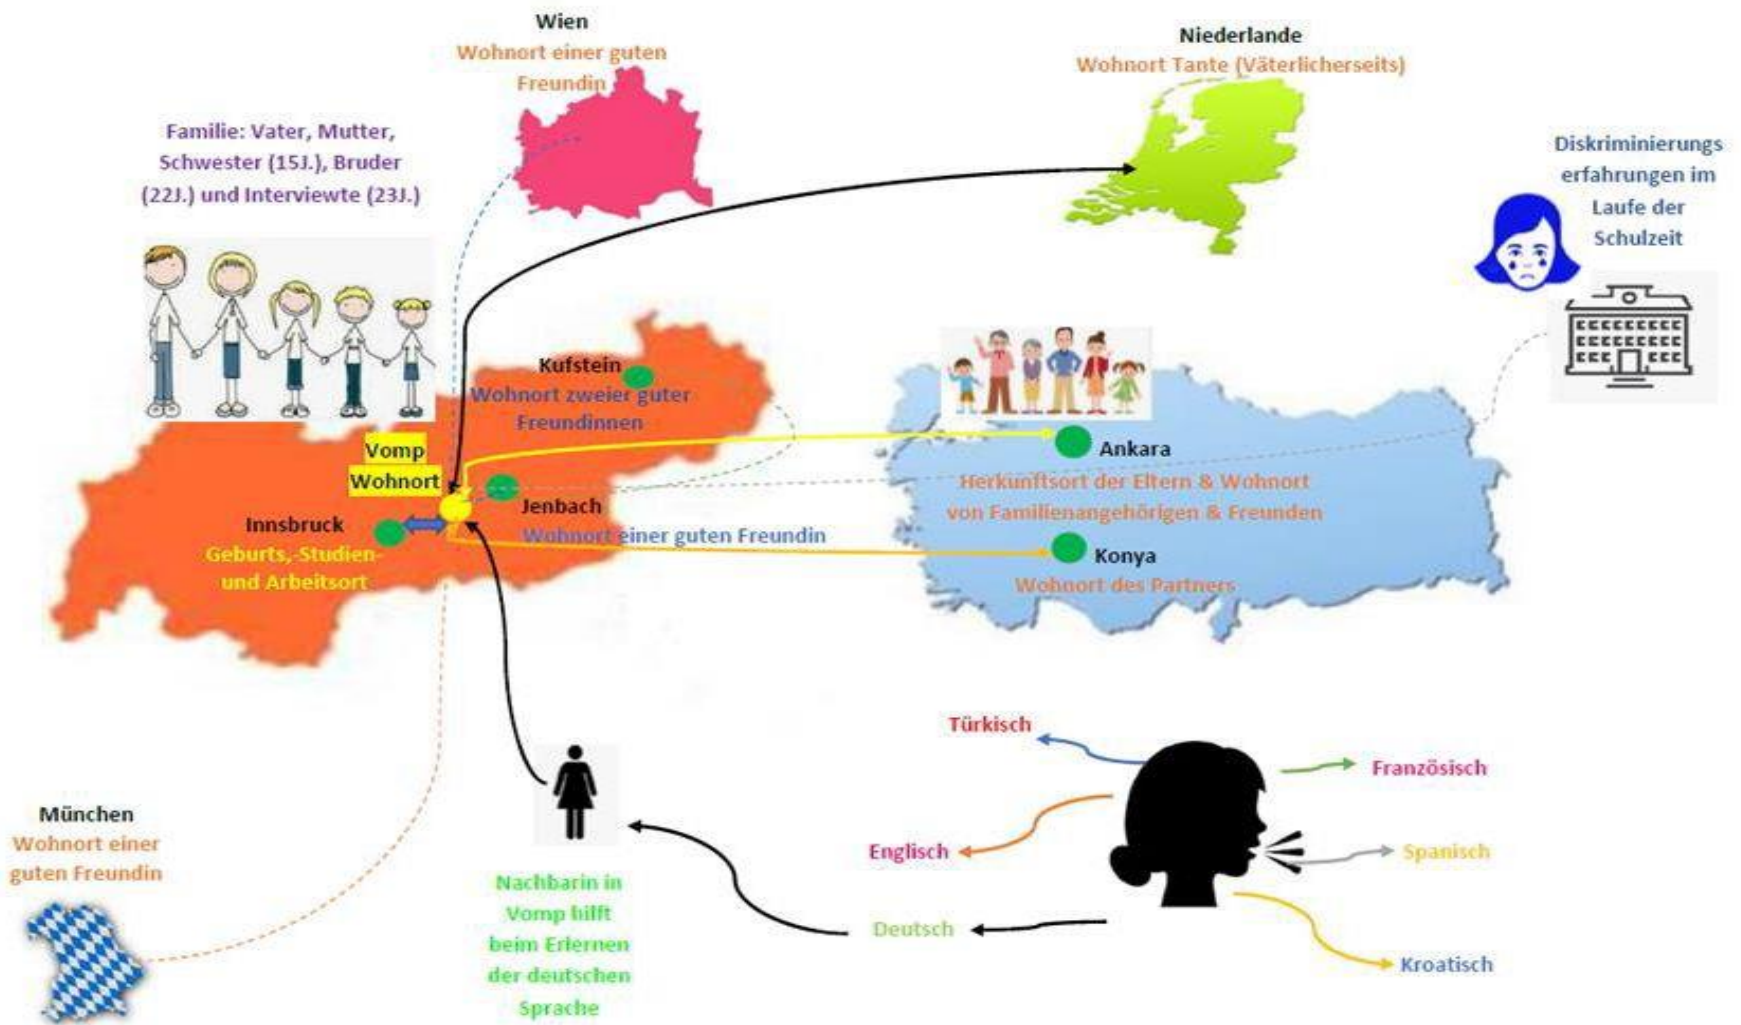 Wien
Wohnort einer guten
Freundin
Niederlande
Wohnort Tante (Väterlicherseits)
Familie: Vater, Mutter,
Schwester (15J.), Bruder
(22J.) und Interviewte (23J.)
Diskriminierungs
erfahrungen im
Laufe der
Schulzeit
Kufstein
Wohnort zweier guter
Freundinnen
Vomp
Wohnort
Jenbach
Wohnort einer guten Freundin
Innsbruck
Geburts,-Studien-
und Arbeitsort
Ankara
Herkunftsort der Eltern & Wohnort
von Familienangehörigen & Freunden
Konya
Wohnort des Partners
München
Wohnort einer
guten Freundin
Nachbarin in
Vomp hilft
beim Erlernen
der deutschen
Sprache
Türkisch
Französisch
Englisch
Spanisch
Deutsch
Kroatisch